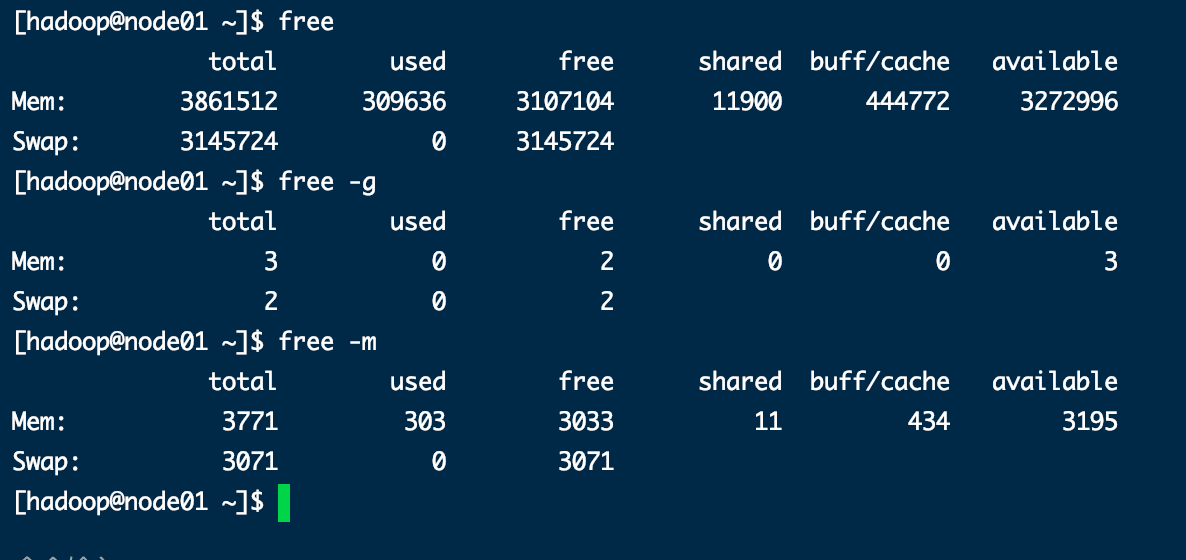 [hadoop@node01 ~]$ free
total used free shared buff/cache available
Mem: 3861512 309636 3107104 11900 444772 3272996
Swap: 3145724 0 3145724
[hadoop@node01 ~]$ free -g
total used free shared buff/cache available
Mem: 3 0 2 0 0 3
Swap: 2 0 2
[hadoop@node01 ~]$ free -m
total used free shared buff/cache available
Mem: 3771 303 3033 11 434 3195
Swap: 3071 0 3071
[hadoop@node01 ~]$